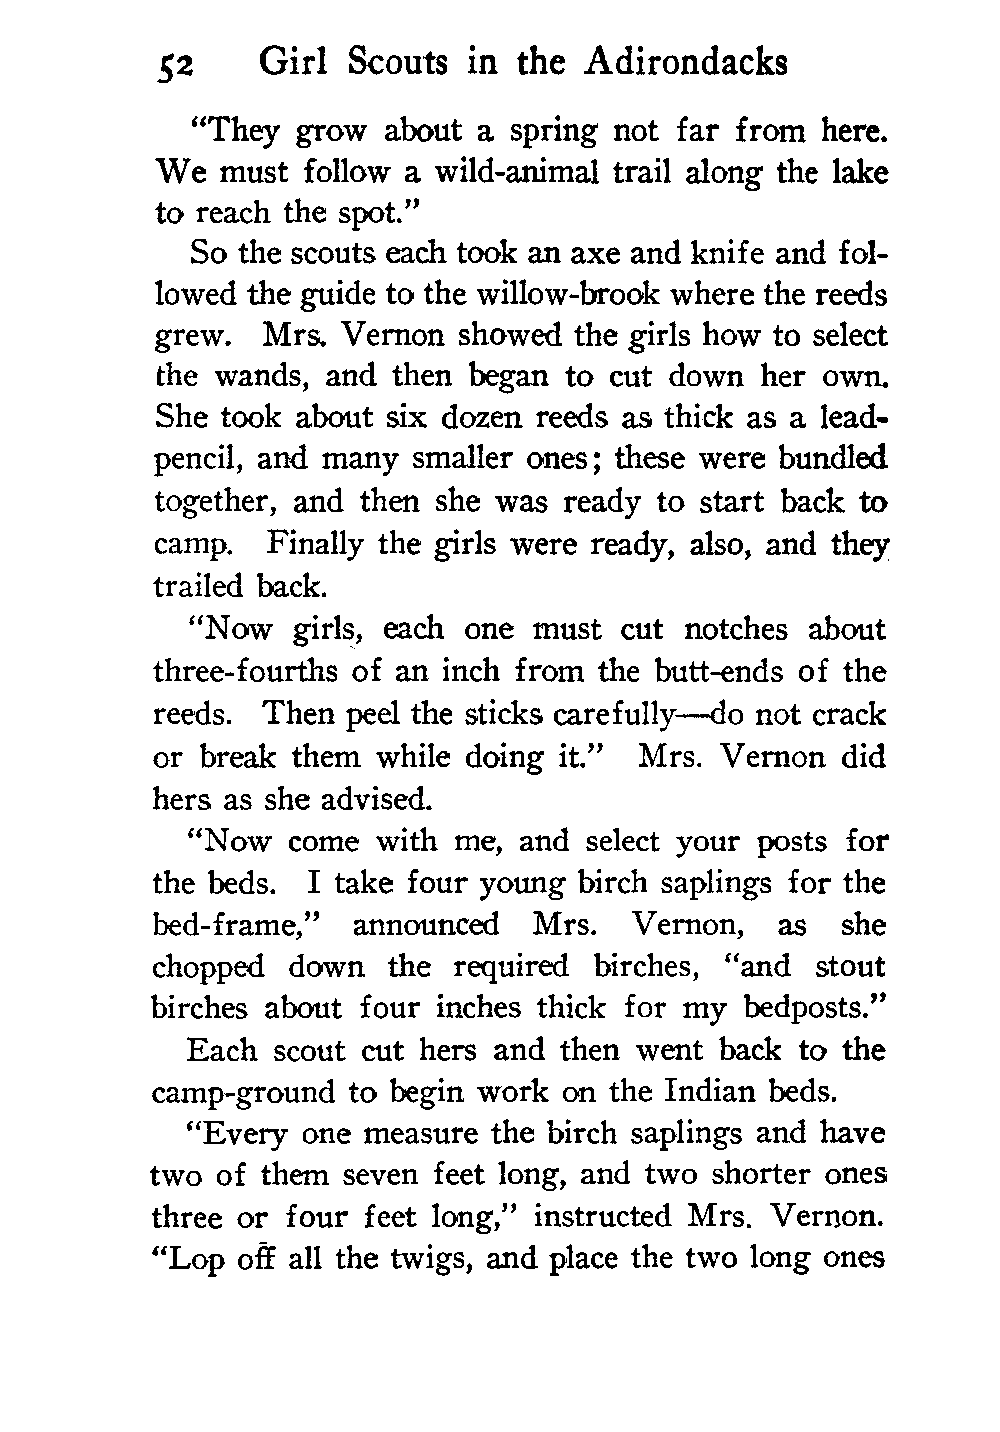 52 Girl Scouts in the Adirondacks
“They grow about a spring not far from here.
We must follow a wild-animal trail along the lake
to reach the spot.”
So the scouts each took an axe and knife and fol-
lowed the guide to the willow-brook where the reeds
grew. Mrs. Vernon showed the girls how to select
the wands, and then began to cut down her own.
She took about six dozen reeds as thick as a lead-
pencil, and many smaller ones; these were bundled
together, and then she was ready to start back to
camp. Finally the girls were ready, also, and they
trailed back.
“Now girls, each one must cut notches about
three-fourths of an inch from the butt-ends of the
reeds. Then peel the sticks carefully—do not crack
or break them while doing it.” Mrs. Vernon did
hers as she advised.
“Now come with me, and select your posts for
the beds. I take four young birch saplings for the
bed-frame,” announced Mrs. Vernon, as she
chopped down the required birches, “and stout
birches about four inches thick for my bedposts.”
Each scout cut hers and then went back to the
camp-ground to begin work on the Indian beds.
“Every one measure the birch saplings and have
two of them seven feet long, and two shorter ones
three or four feet long,” instructed Mrs. Vernon.
“Lop off all the twigs, and place the two long ones